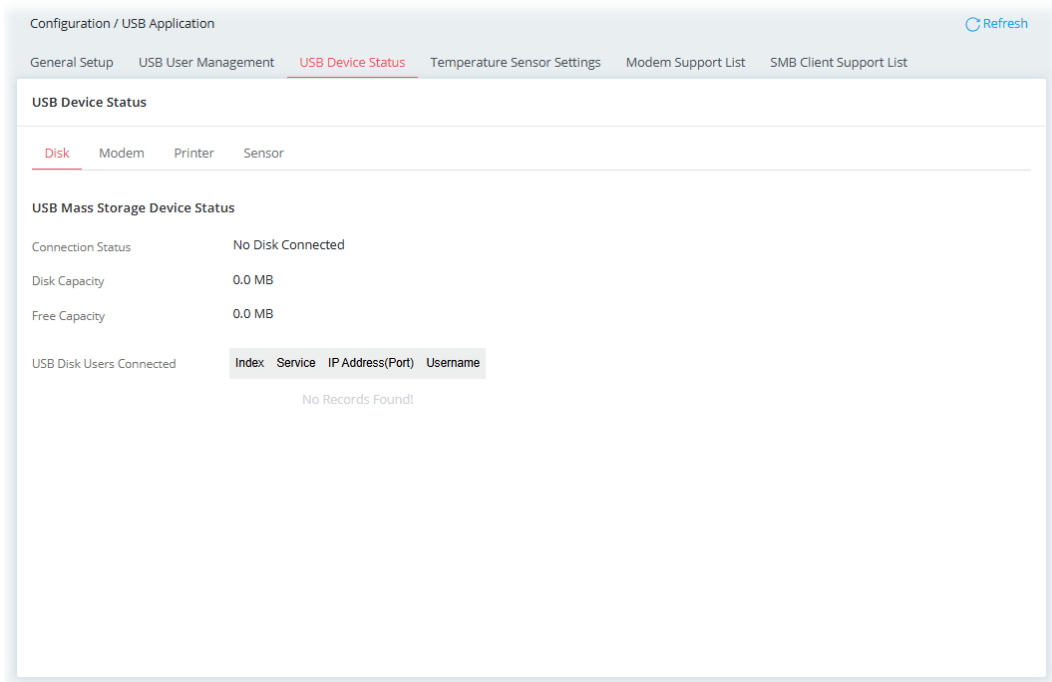 Configuration / USB Application
Refresh
General Setup USB User Management USB Device Status Temperature Sensor Settings Modem Support List SMB Client Support List
USB Device Status
Disk Modem Printer Sensor
USB Mass Storage Device Status
Connection Status No Disk Connected
Disk Capacity 0.0 MB
Free Capacity 0.0 MB
USB Disk Users Connected Index Service IP Address(Port) Username
No Records Found!